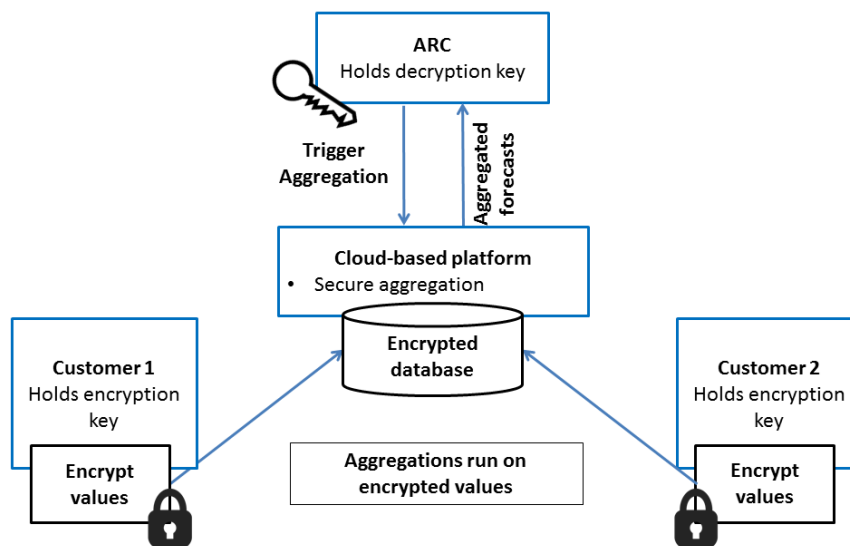 ARC
Holds decryption key
Trigger
Aggregation
Aggregated
forecasts
Cloud-based platform
• Secure aggregation
Encrypted
database
Customer 1
Holds encryption
key
Encrypt
values
Customer 2
Holds encryption
key
Encrypt
values
Aggregations run on
encrypted values